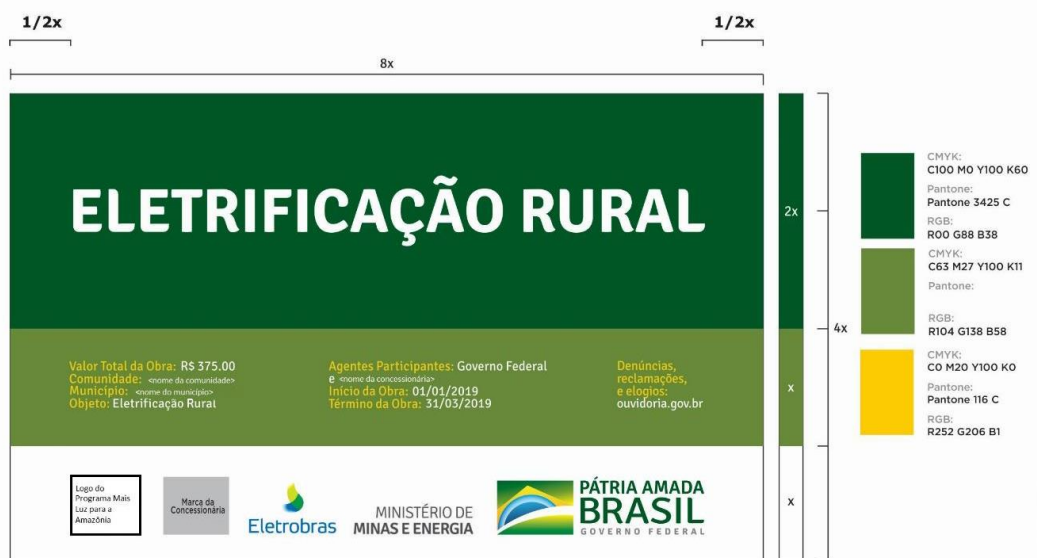 1/2x
1/2x
8x
ELETRIFICAÇÃO RURAL
2x
4x
Valor Total da Obra: R$ 375.00
Comunidade: <nome da comunidade>
Município: <nome do município>
Objeto: Eletrificação Rural
Agentes Participantes: Governo Federal
e <nome da concessionária>
Início da Obra: 01/01/2019
Término da Obra: 31/03/2019
Denúncias,
reclamações,
e elogios:
ouvidoria.gov.br
x
Logo do
Programa Mais
Luz para a
Amazônia
Marca da
Concessionária
Eletrobras
MINISTÉRIO DE
MINAS E ENERGIA
PÁTRIA AMADA
BRASIL
GOVERNO FEDERAL
x
CMYK:
C100 M0 Y100 K60
Pantone:
Pantone 3425 C
RGB:
R00 G88 B38
CMYK:
C63 M27 Y100 K11
Pantone:
RGB:
R104 G138 B58
CMYK:
C0 M20 Y100 K0
Pantone:
Pantone 116 C
RGB:
R252 G206 B1